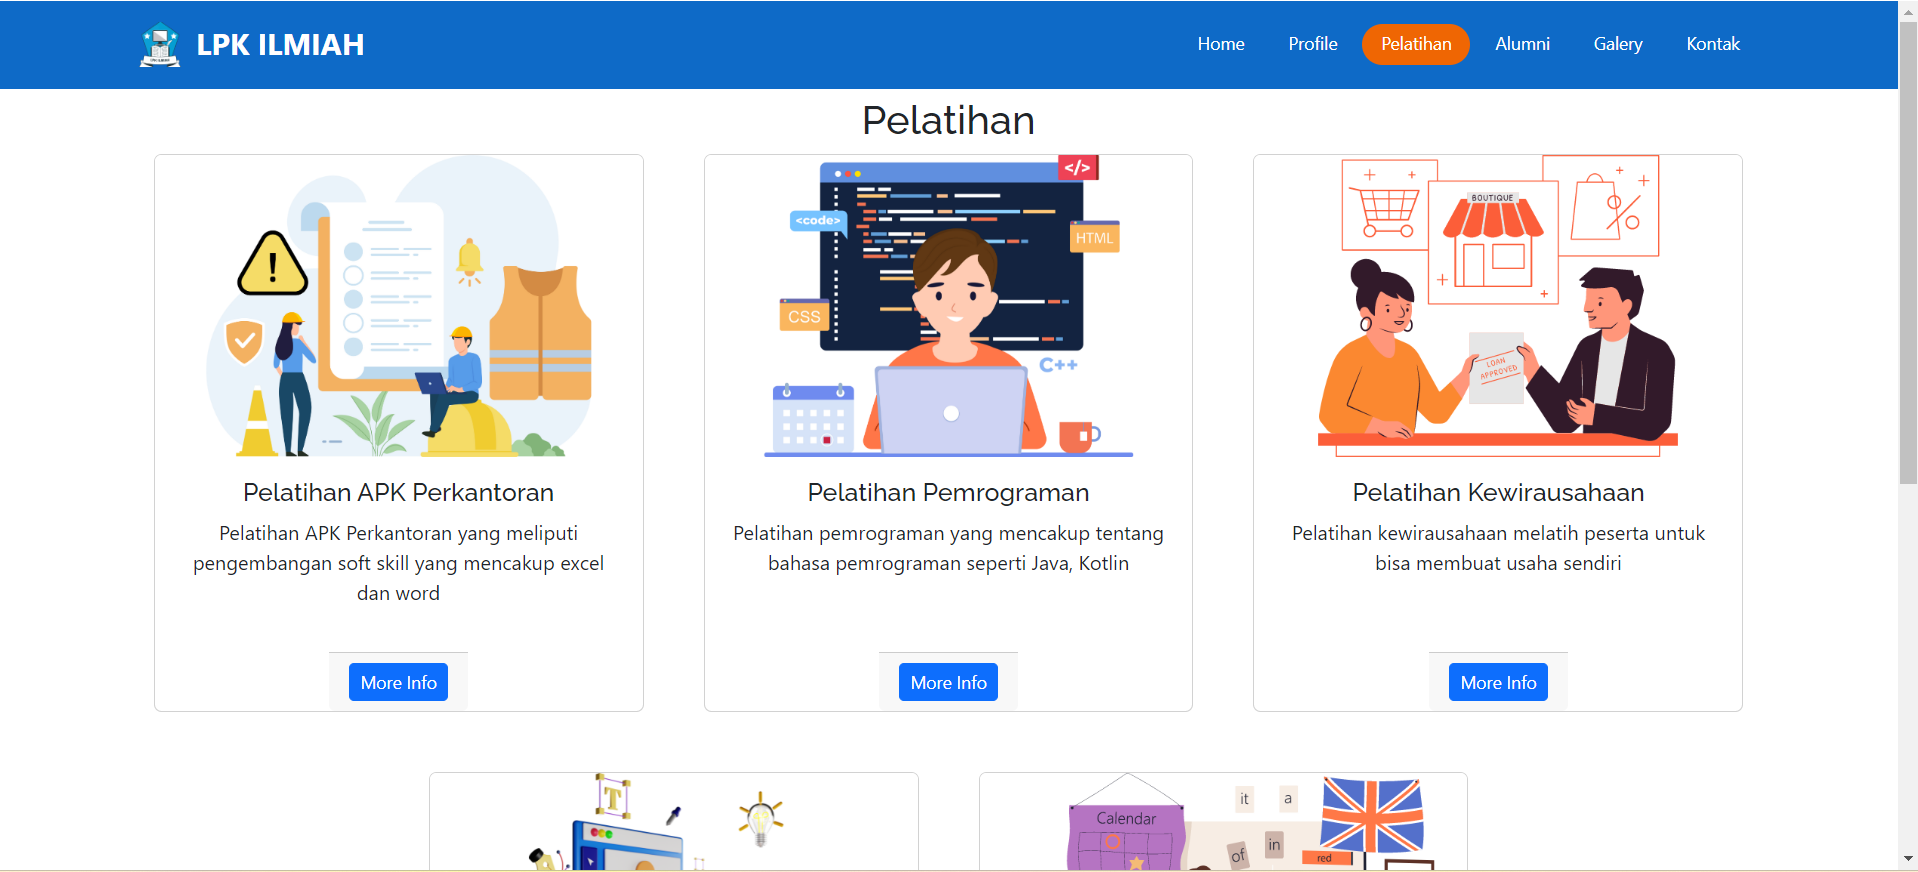 LPK ILMIAH
Home Profile Pelatihan Alumni Galery Kontak
Pelatihan
</>
<code>
HTML
CSS
C++
BOUTIQUE
LOAN
APPROVED
Pelatihan APK Perkantoran
Pelatihan APK Perkantoran yang meliputi
pengembangan soft skill yang mencakup excel
dan word
More Info
Pelatihan Pemrograman
Pelatihan pemrograman yang mencakup tentang
bahasa pemrograman seperti Java, Kotlin
More Info
Pelatihan Kewirausahaan
Pelatihan kewirausahaan melatih peserta untuk
bisa membuat usaha sendiri
More Info
T
Calendar
it
a
of
in
red